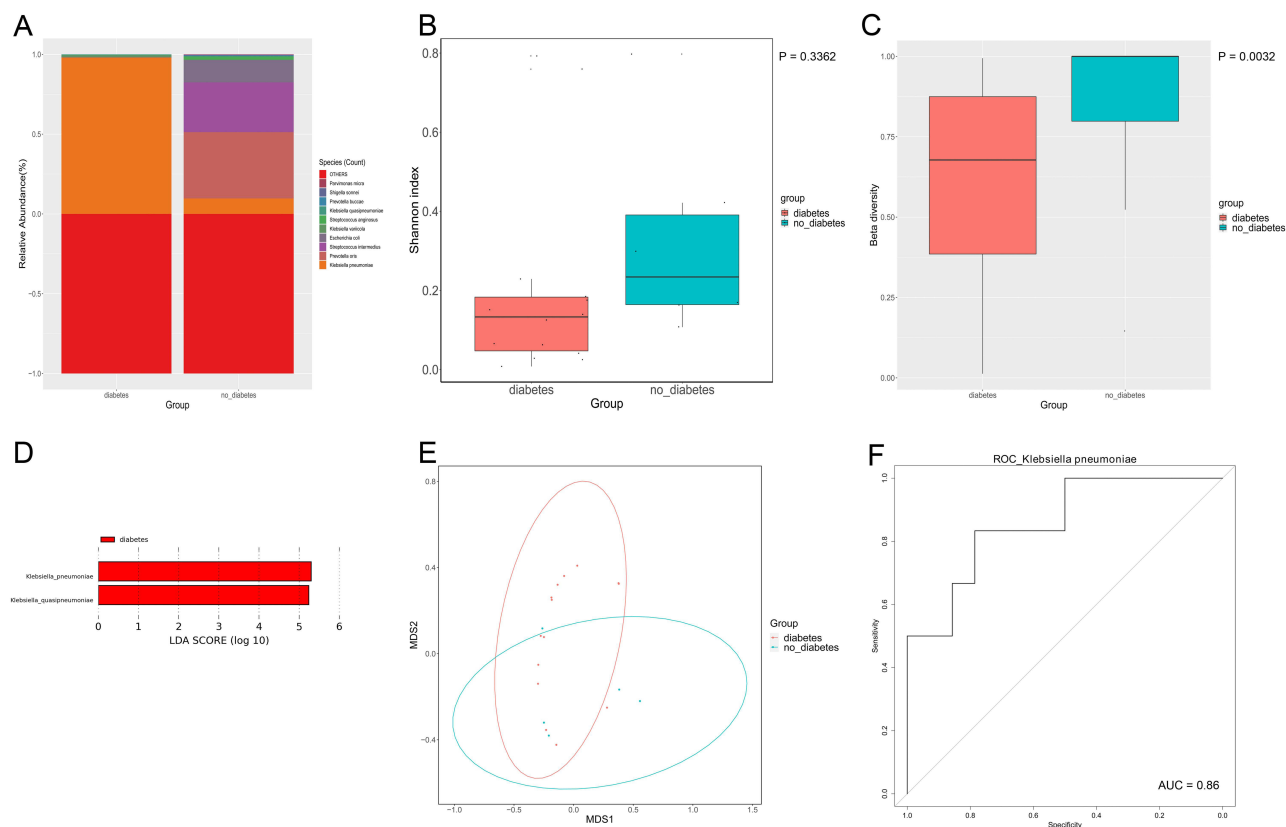 A
1.0
0.5
0.0
−0.5
−1.0
Relative Abundance(%)
diabetes
no_diabetes
Group
Species (Count)
OTHERS
Parvimonas micra
Shigella sonnei
Prevotella buccae
Klebsiella quasipneumoniae
Streptococcus anginosus
Klebsiella variicola
Escherichia coli
Streptococcus intermedius
Prevotella oris
Klebsiella pneumoniae
B
0.8
0.6
0.4
0.2
0.0
Shannon index
diabetes
no_diabetes
Group
P = 0.3362
group
diabetes
no_diabetes
C
1.00
0.75
0.50
0.25
0.00
Beta diversity
diabetes
no_diabetes
Group
P = 0.0032
group
diabetes
no_diabetes
D
diabetes
Klebsiella_pneumoniae
Klebsiella_quasipneumoniae
0 1 2 3 4 5 6
LDA SCORE (log 10)
E
0.8
0.4
0.0
−0.4
MDS2
−1.0 −0.5 0.0 0.5 1.0 1.5
MDS1
Group
diabetes
no_diabetes
F
ROC_Klebsiella pneumoniae
1.0
0.8
0.6
0.4
0.2
0.0
Sensitivity
AUC = 0.86
1.0 0.8 0.6 0.4 0.2 0.0
Specificity